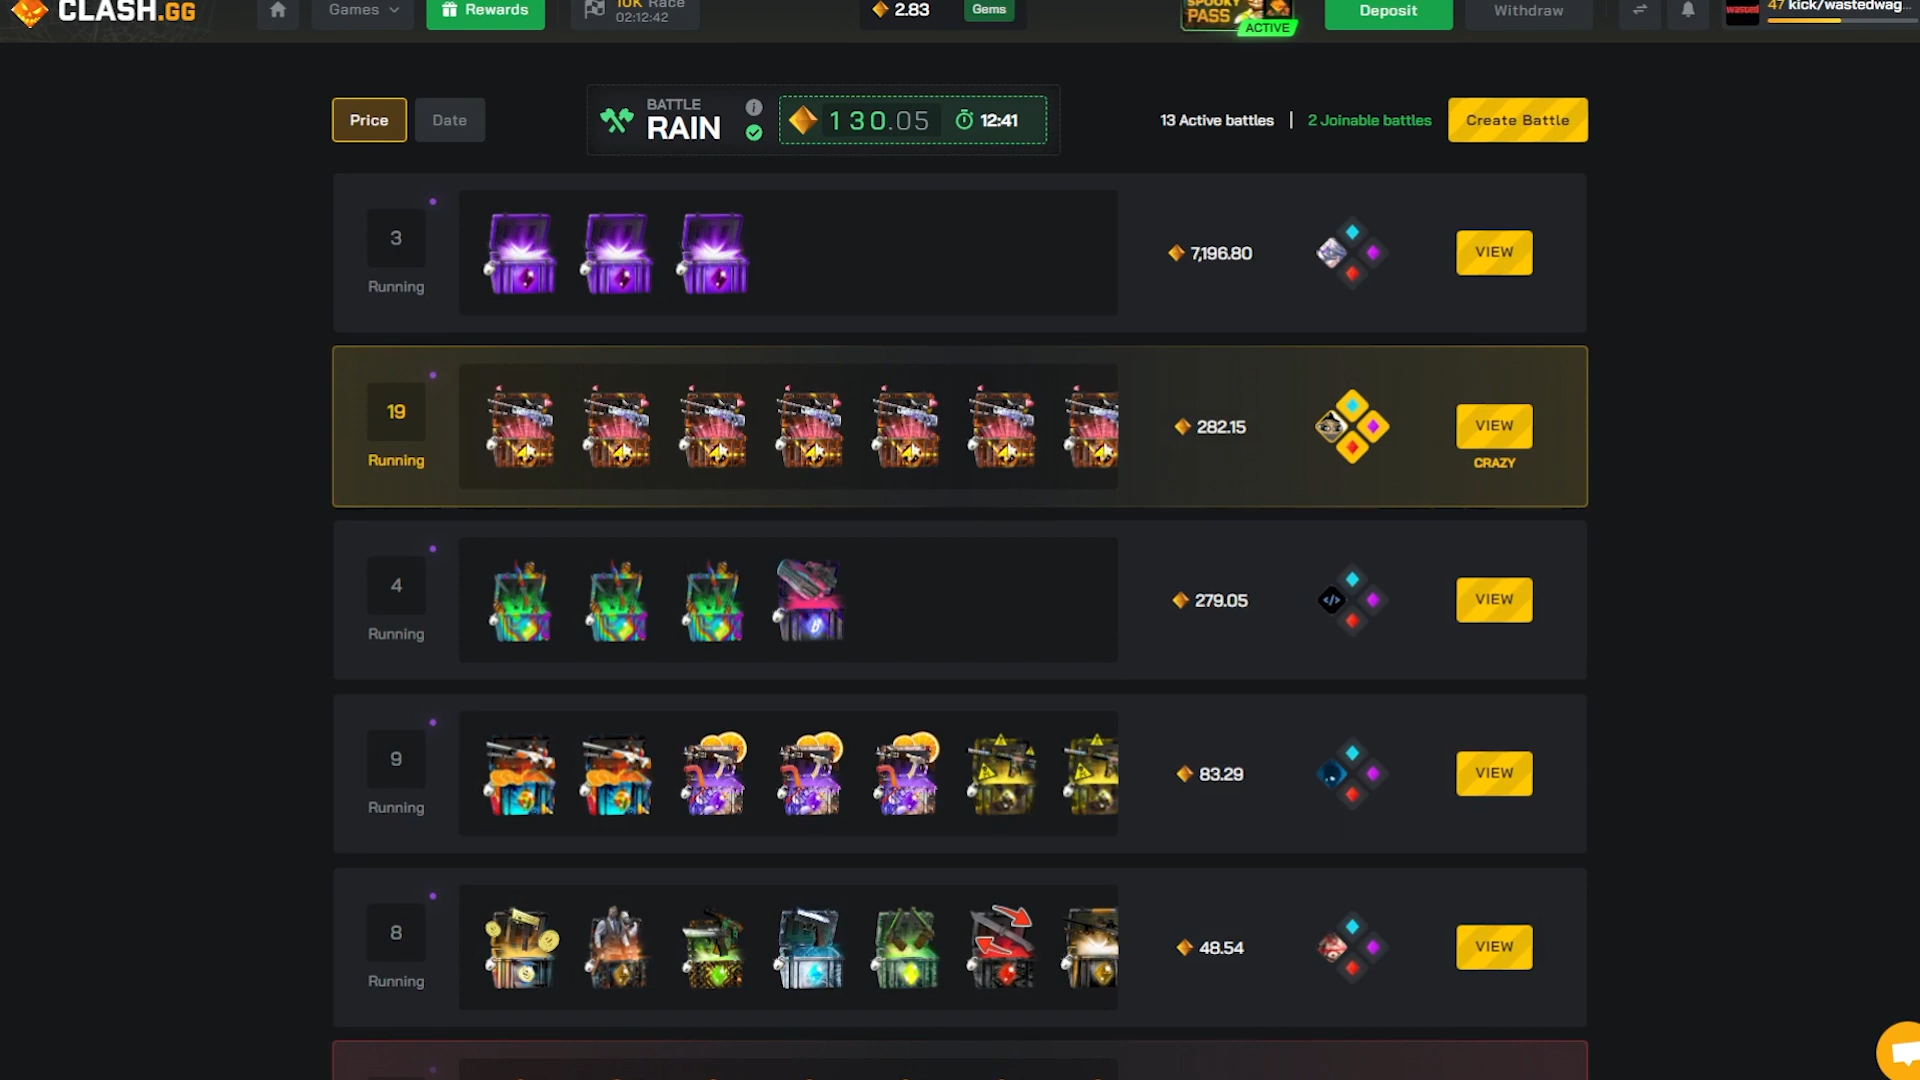 CLASH.GG
Games
Rewards
10K Race
02:12:42
2.83
Gems
SPOOKY
PASS
ACTIVE
Deposit
Withdraw
wasted
47 kick/wastedwag...
Price
Date
BATTLE
RAIN
130.05
12:41
13 Active battles
2 Joinable battles
Create Battle
3
Running
7,196.80
VIEW
19
Running
282.15
VIEW
CRAZY
4
Running
279.05
VIEW
9
Running
83.29
VIEW
8
Running
48.54
VIEW